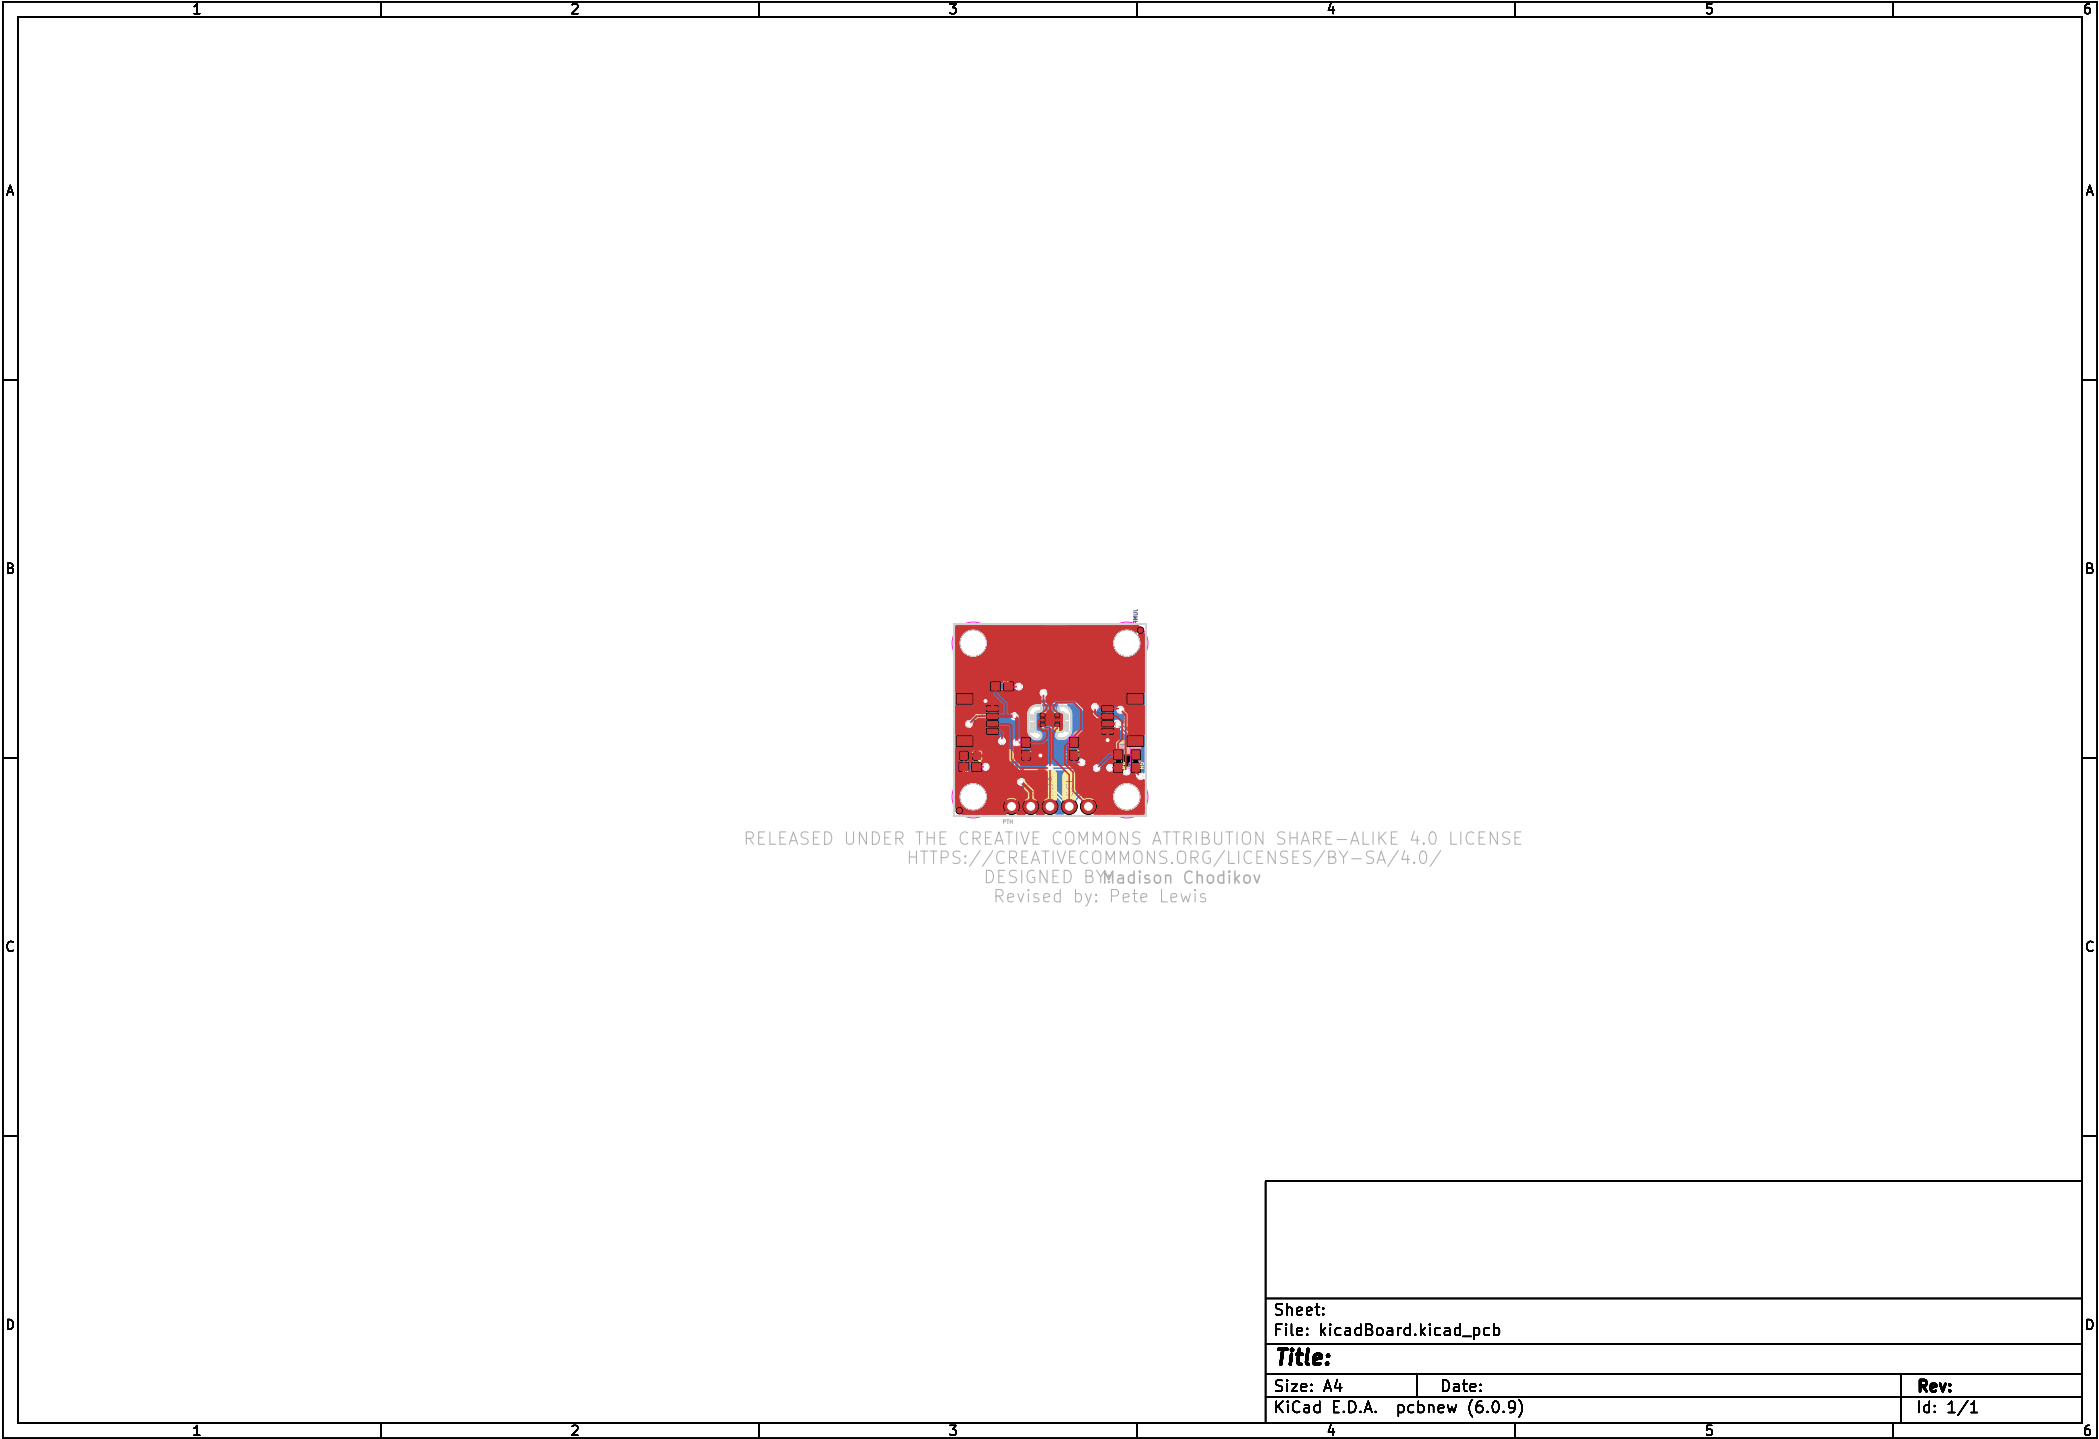 1 2 3 4 5 6
A A
B B
PTH
RELEASED UNDER THE CREATIVE COMMONS ATTRIBUTION SHARE-ALIKE 4.0 LICENSE
HTTPS://CREATIVECOMMONS.ORG/LICENSES/BY-SA/4.0/
DESIGNED BY: Madison Chodikov
Revised by: Pete Lewis
C C
Sheet:
File: kicadBoard.kicad_pcb
D D
Title:
Size: A4 Date: Rev:
KiCad E.D.A. pcbnew (6.0.9) Id: 1/1
1 2 3 4 5 6